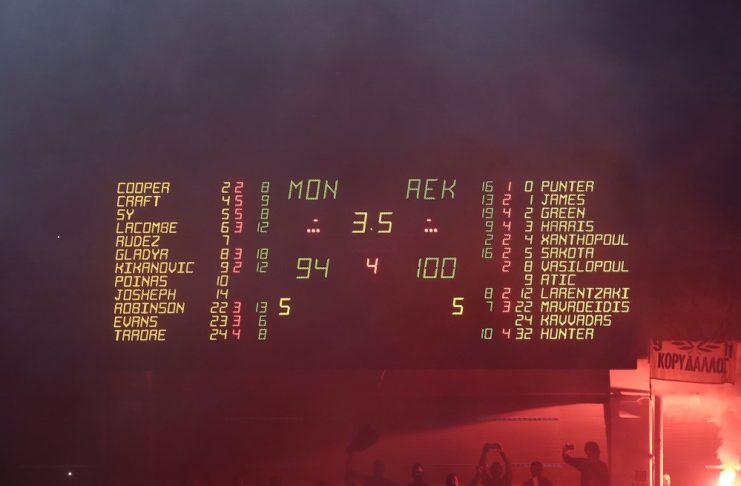 COOPER 2 2 8 MON AEK 16 1 0 PUNTER
CRAFT 4 5 9 13 2 1 JAMES
SY 5 5 8 3.5 19 4 2 GREEN
LACOMBE 6 3 12 9 4 3 HARRIS
RUDEZ 7 2 2 4 XANTHOPOUL
GLADYR 8 3 18 16 2 5 SAKOTA
KIKANOVIC 9 2 12 94 4 100 2 8 VASILOPOUL
POINAS 10 9 ATIC
JOSHEPH 14 8 2 12 LARENTZAKI
ROBINSON 22 3 13 5 5 7 3 22 MAVROEIDIS
EVANS 23 3 6 24 KAVVADAS
TRAORE 24 4 8 10 4 32 HUNTER
ΚΟΡΥΔΑΛΛΟΣ